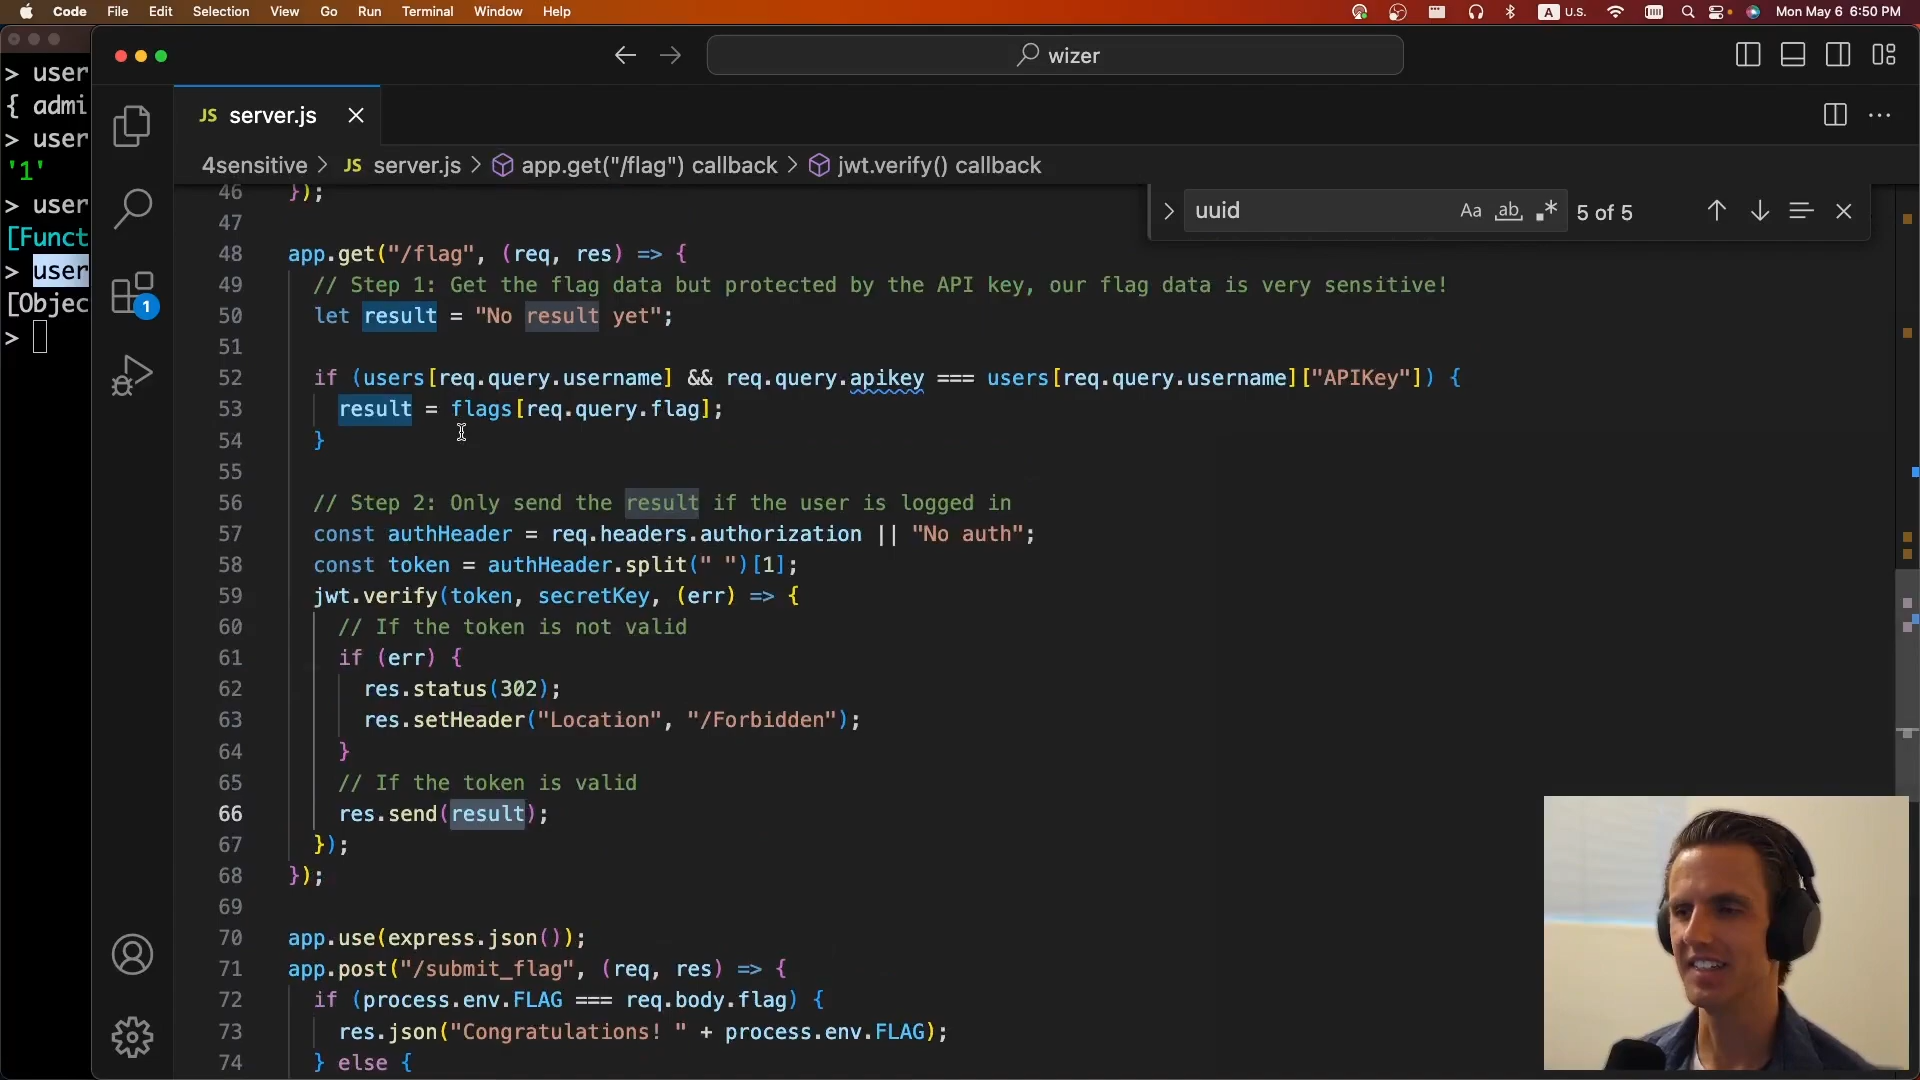 Code File Edit Selection View Go Run Terminal Window Help A U.S. Mon May 6 6:50 PM
wizer
JS server.js
4sensitive > JS server.js > app.get("/flag") callback > jwt.verify() callback
> user
{ admi
> user
'1'
> user
[Funct
> user
[Objec
>
1
uuid Aa ab 5 of 5
46 });
47
48 app.get("/flag", (req, res) => {
49 // Step 1: Get the flag data but protected by the API key, our flag data is very sensitive!
50 let result = "No result yet";
51
52 if (users[req.query.username] && req.query.apikey === users[req.query.username]["APIKey"]) {
53 result = flags[req.query.flag];
54 }
55
56 // Step 2: Only send the result if the user is logged in
57 const authHeader = req.headers.authorization || "No auth";
58 const token = authHeader.split(" ")[1];
59 jwt.verify(token, secretKey, (err) => {
60 // If the token is not valid
61 if (err) {
62 res.status(302);
63 res.setHeader("Location", "/Forbidden");
64 }
65 // If the token is valid
66 res.send(result);
67 });
68 });
69
70 app.use(express.json());
71 app.post("/submit_flag", (req, res) => {
72 if (process.env.FLAG === req.body.flag) {
73 res.json("Congratulations! " + process.env.FLAG);
74 } else {